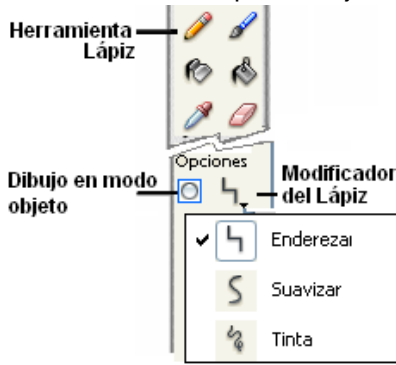 Herramienta
Lápiz
Opciones
Dibujo en modo
objeto
Modificador
del Lápiz
Enderezar
Suavizar
Tinta